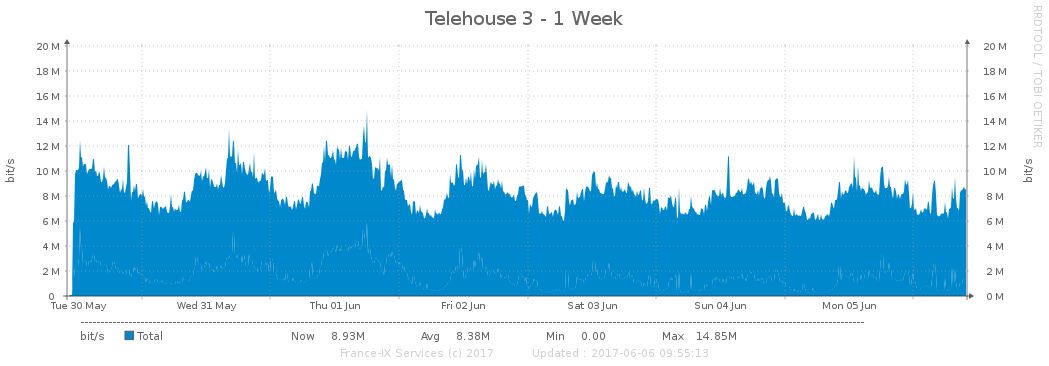 Telehouse 3 - 1 Week
RRDTOOL / TOBI OETIKER
bit/s
bit/s
20 M 20 M
18 M 18 M
16 M 16 M
14 M 14 M
12 M 12 M
10 M 10 M
8 M 8 M
6 M 6 M
4 M 4 M
2 M 2 M
0 0 M
Tue 30 May Wed 31 May Thu 01 Jun Fri 02 Jun Sat 03 Jun Sun 04 Jun Mon 05 Jun
bit/s Total Now 8.93M Avg 8.38M Min 0.00 Max 14.85M
France-IX Services (c) 2017 Updated : 2017-06-06 09:55:13